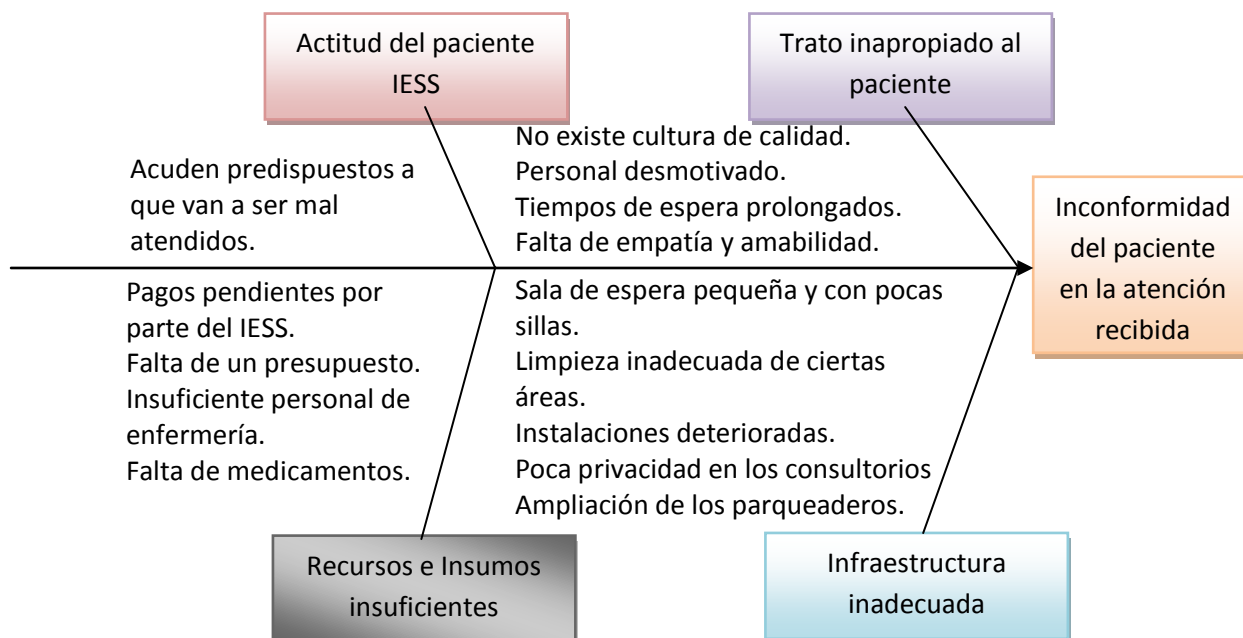 Actitud del paciente
IESS
Trato inapropiado al
paciente
Acuden predispuestos a
que van a ser mal
atendidos.
No existe cultura de calidad.
Personal desmotivado.
Tiempos de espera prolongados.
Falta de empatía y amabilidad.
Inconformidad
del paciente
en la atención
recibida
Pagos pendientes por
parte del IESS.
Falta de un presupuesto.
Insuficiente personal de
enfermería.
Falta de medicamentos.
Sala de espera pequeña y con pocas
sillas.
Limpieza inadecuada de ciertas
áreas.
Instalaciones deterioradas.
Poca privacidad en los consultorios
Ampliación de los parqueaderos.
Recursos e Insumos
insuficientes
Infraestructura
inadecuada